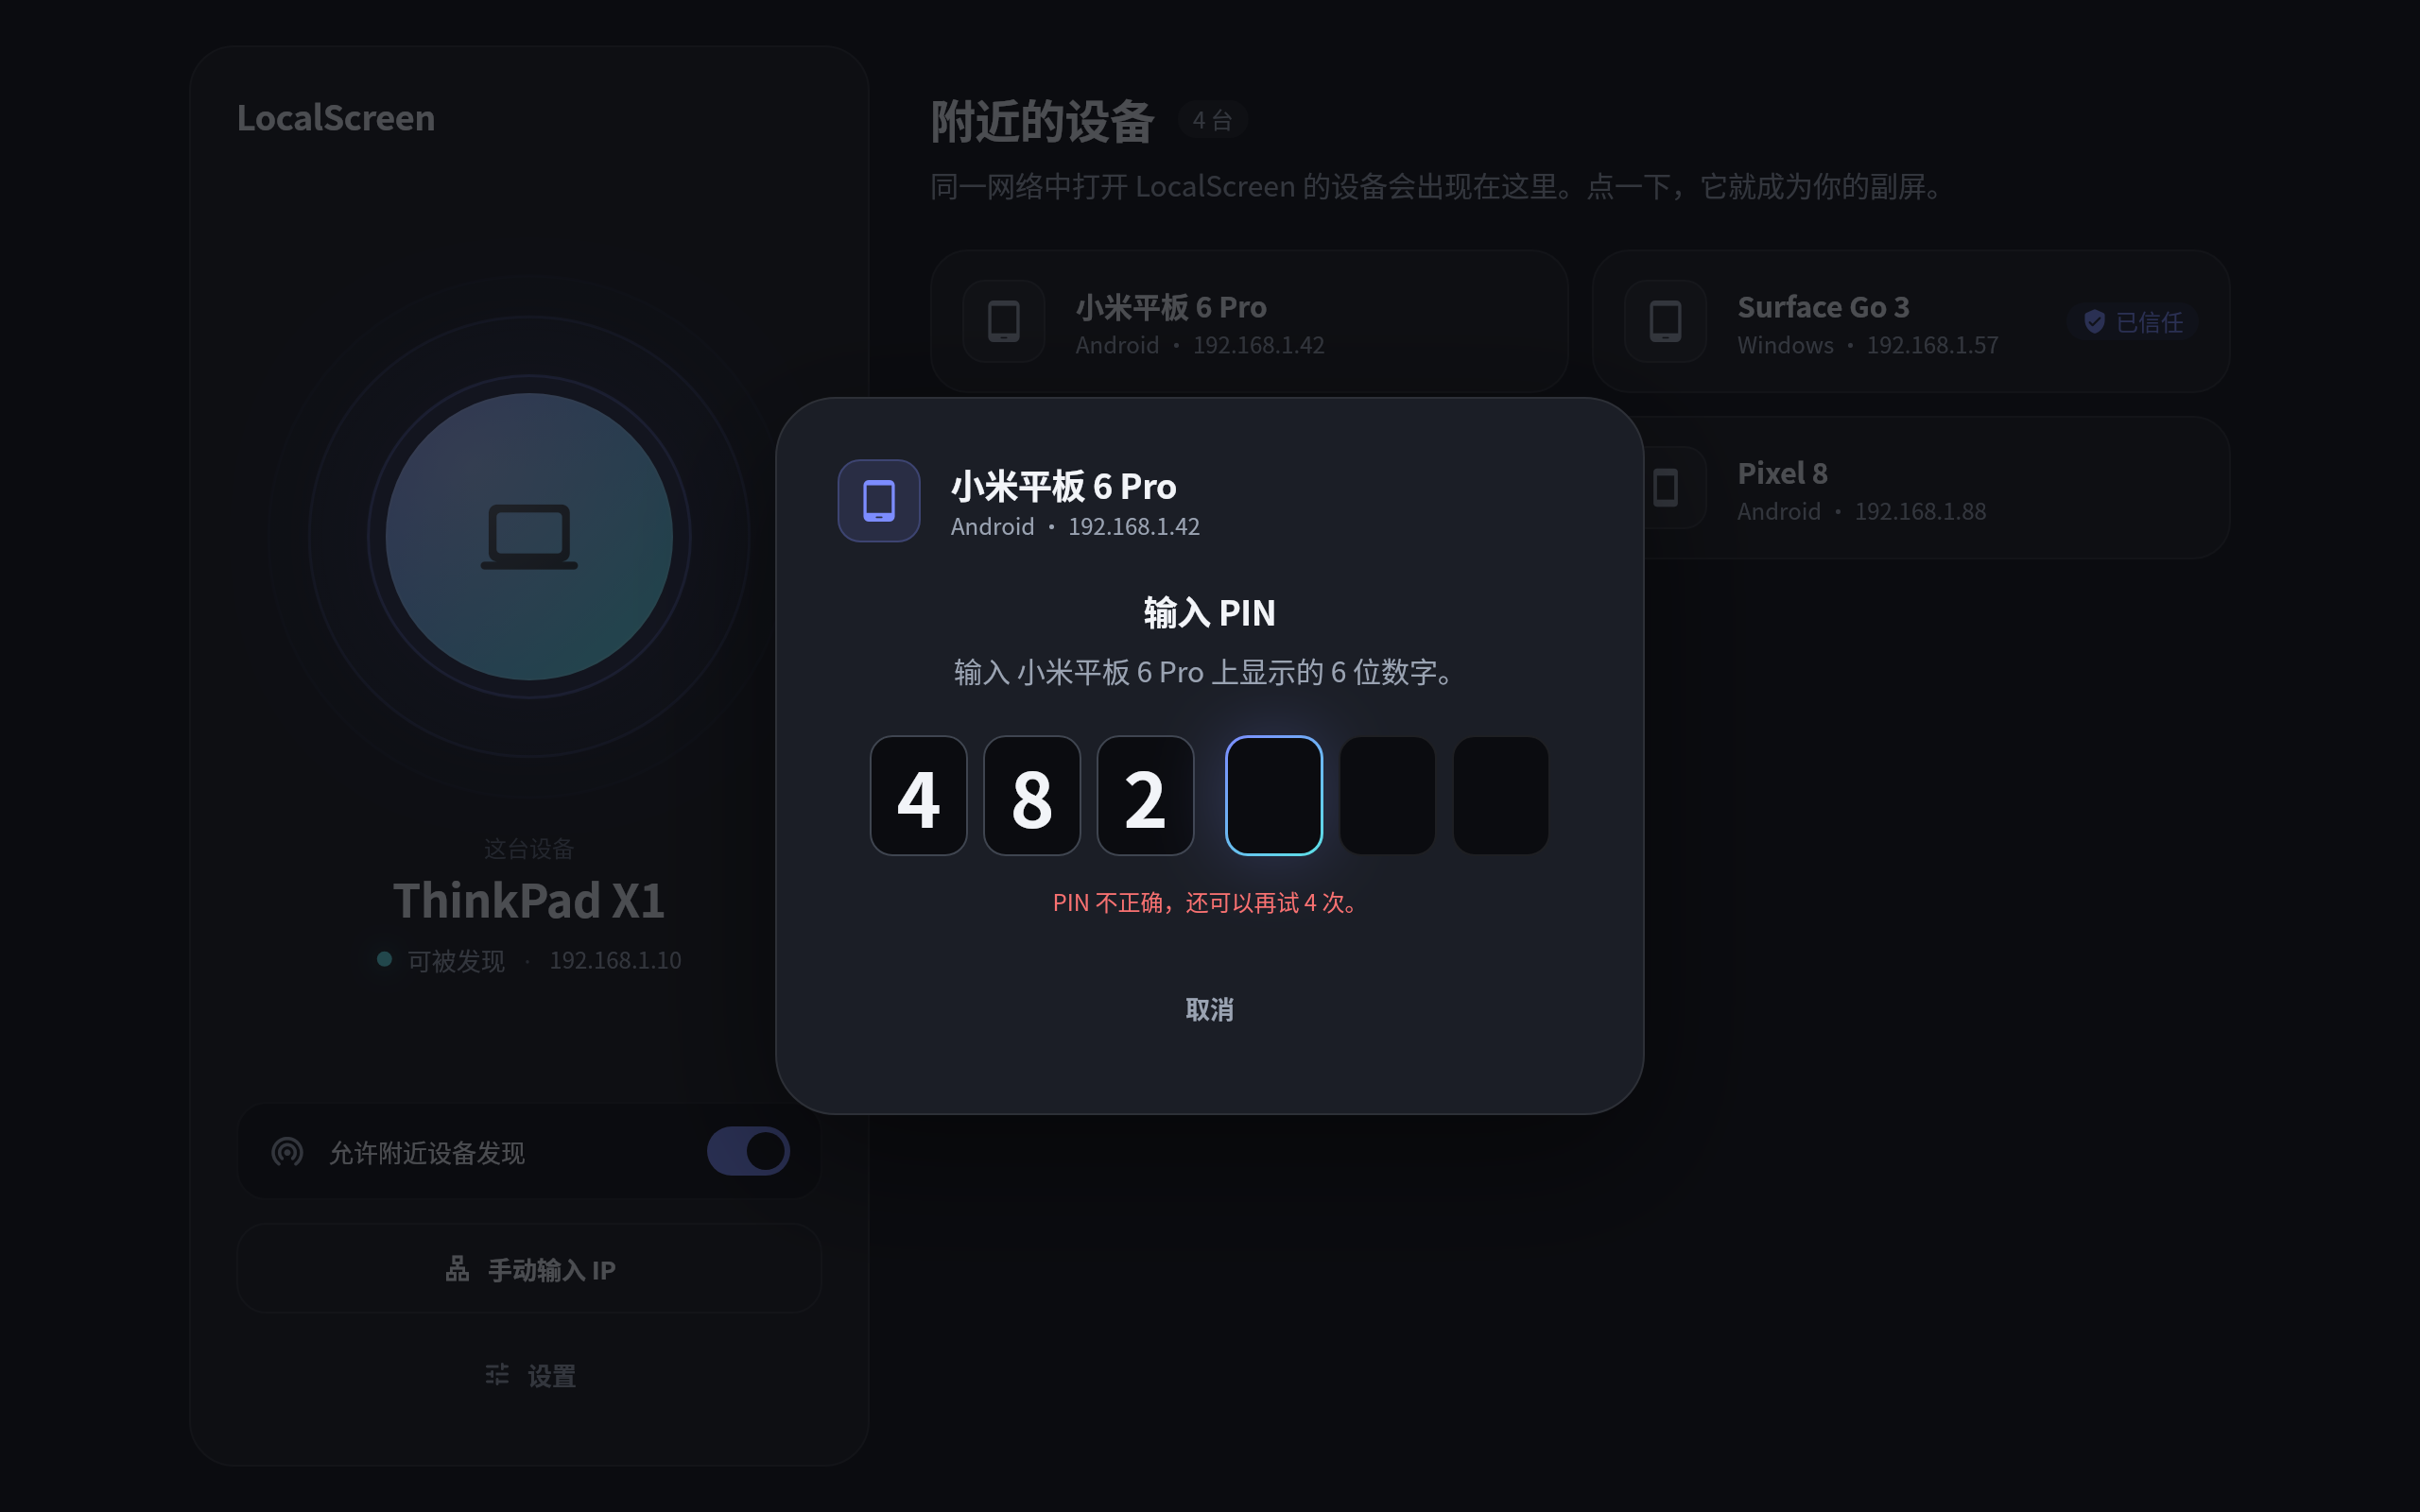 LocalScreen
附近的设备
4 台
同一网络中打开 LocalScreen 的设备会出现在这里。点一下，它就成为你的副屏。
小米平板 6 Pro
Android • 192.168.1.42
Surface Go 3
Windows • 192.168.1.57
已信任
Pixel 8
Android • 192.168.1.88
小米平板 6 Pro
Android • 192.168.1.42
输入 PIN
输入 小米平板 6 Pro 上显示的 6 位数字。
4 8 2
PIN 不正确，还可以再试 4 次。
取消
这台设备
ThinkPad X1
可被发现 · 192.168.1.10
允许附近设备发现
手动输入 IP
设置